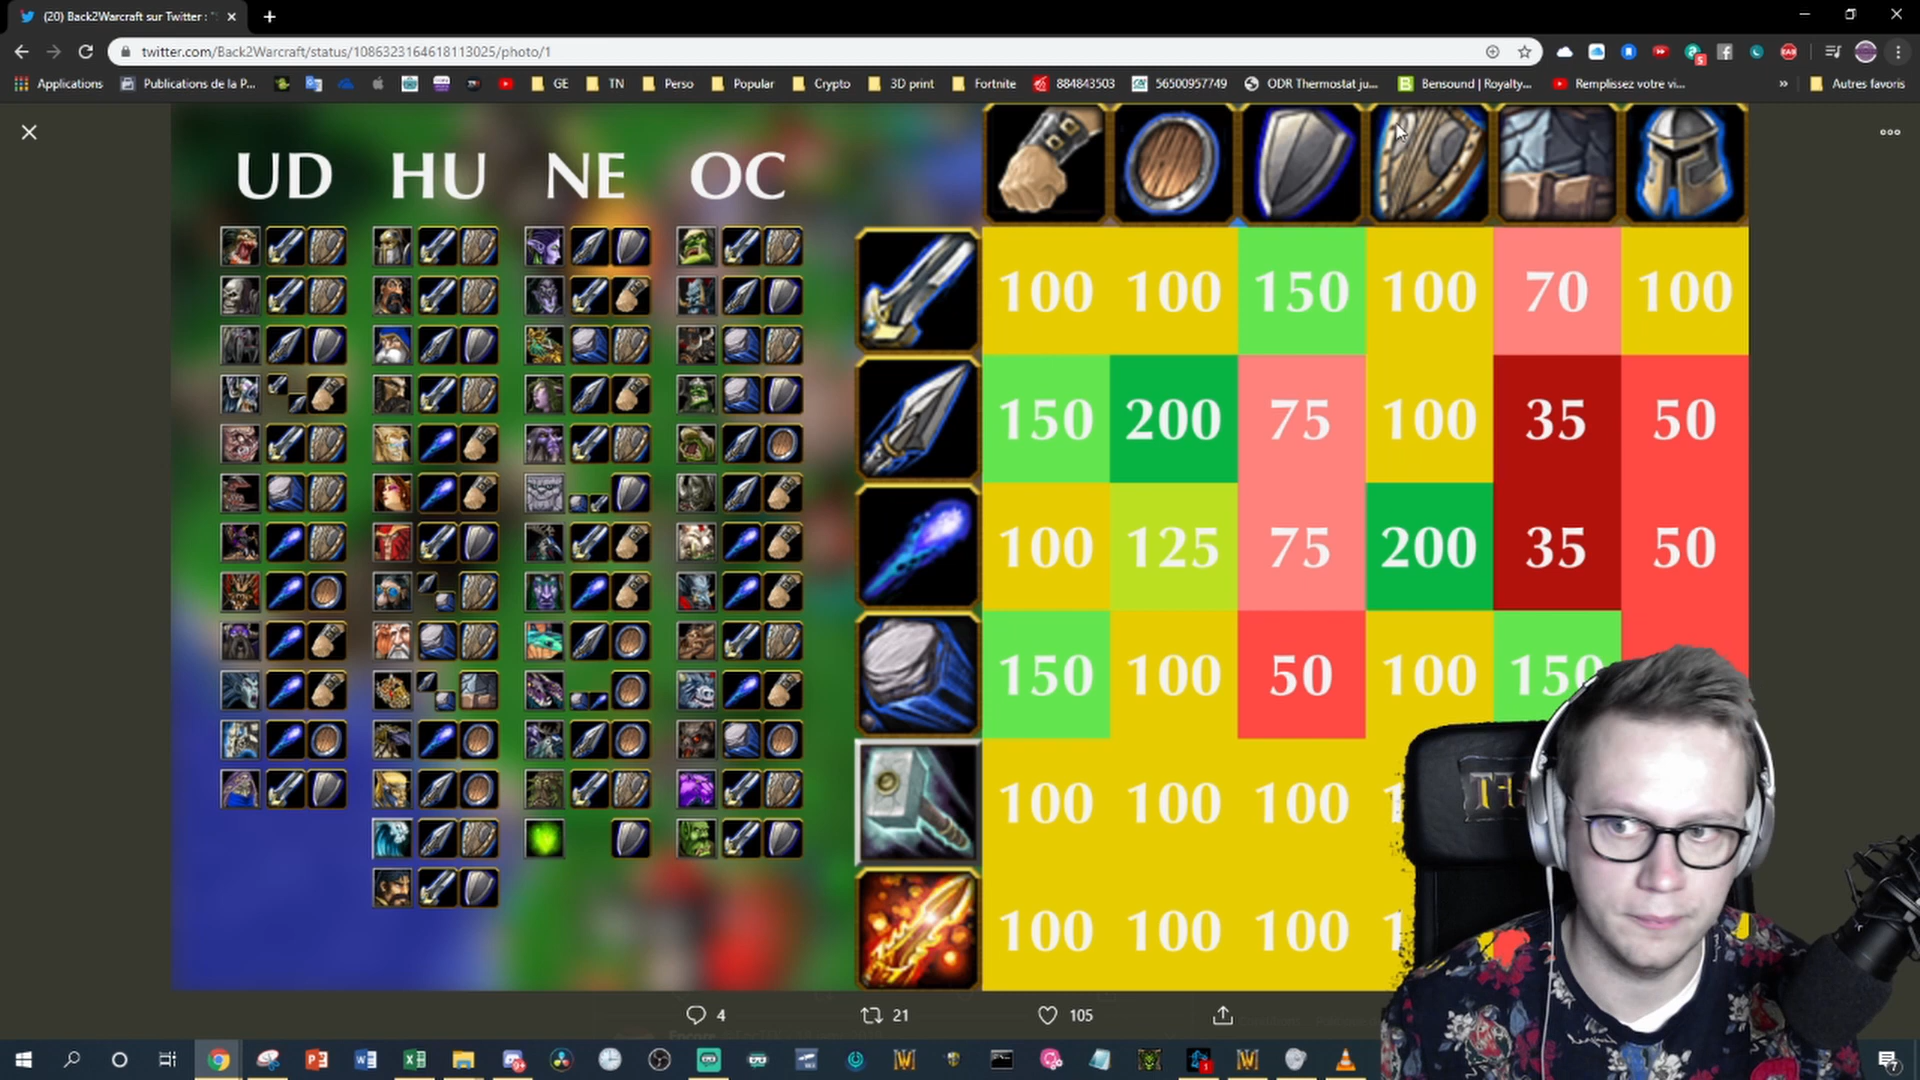 (20) Back2Warcraft sur Twitter : "
twitter.com/Back2Warcraft/status/1086323164618113025/photo/1
Applications Publications de la P... GE TN Perso Popular Crypto 3D print Fortnite 884843503 56500957749 ODR Thermostat ju... Bensound | Royalty... Remplissez votre vi... » Autres favoris
UD HU NE OC
100 100 150 100 70 100
150 200 75 100 35 50
100 125 75 200 35 50
150 100 50 100 150
100 100 100
100 100 100
4 21 105